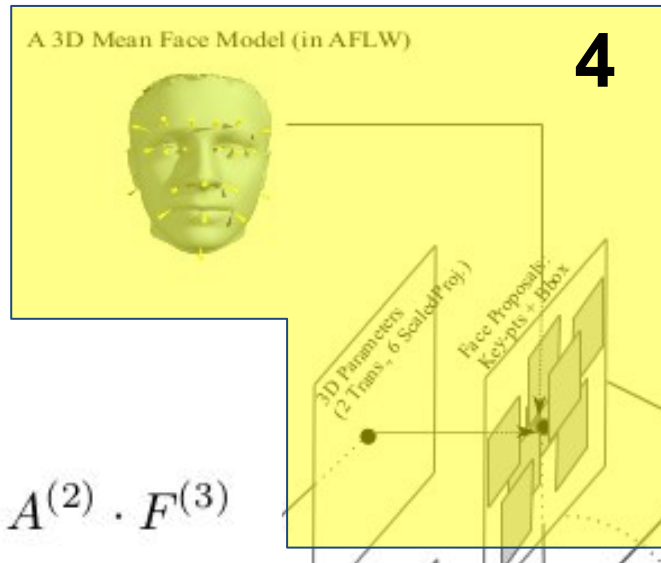 A 3D Mean Face Model (in AFLW)
4
3D Parameters
(2 Trans., 6 ScaledProj.)
Face Proposals:
Key-pts + Bbox
A^{(2)} · F^{(3)}